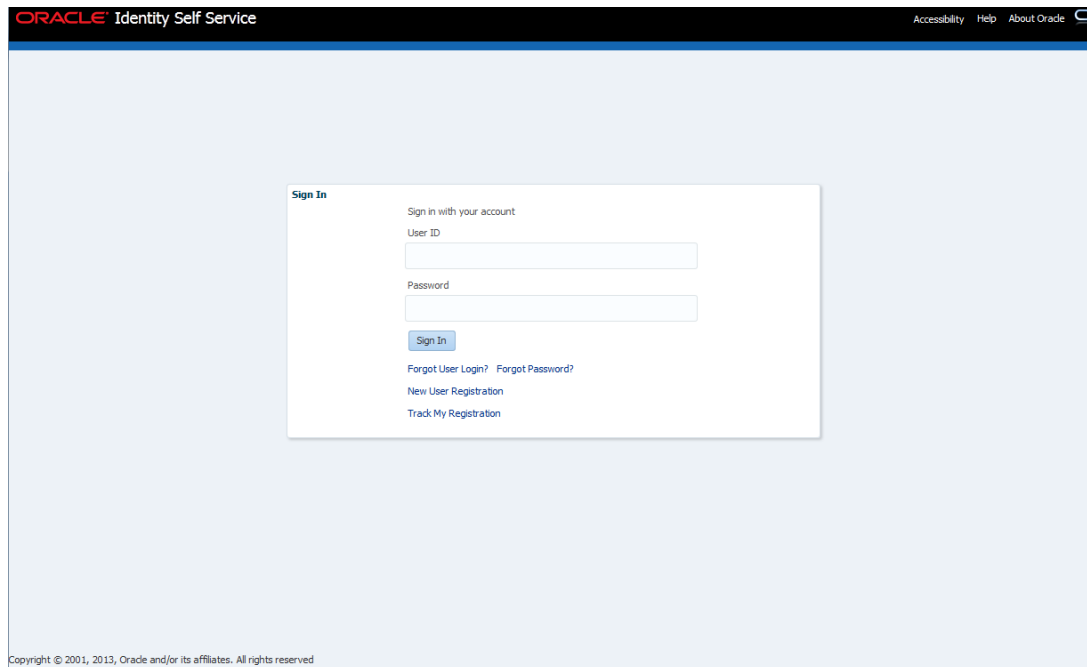 ORACLE® Identity Self Service
Accessibility Help About Oracle
Sign In
Sign in with your account
User ID
Password
Sign In
Forgot User Login? Forgot Password?
New User Registration
Track My Registration
Copyright © 2001, 2013, Oracle and/or its affiliates. All rights reserved